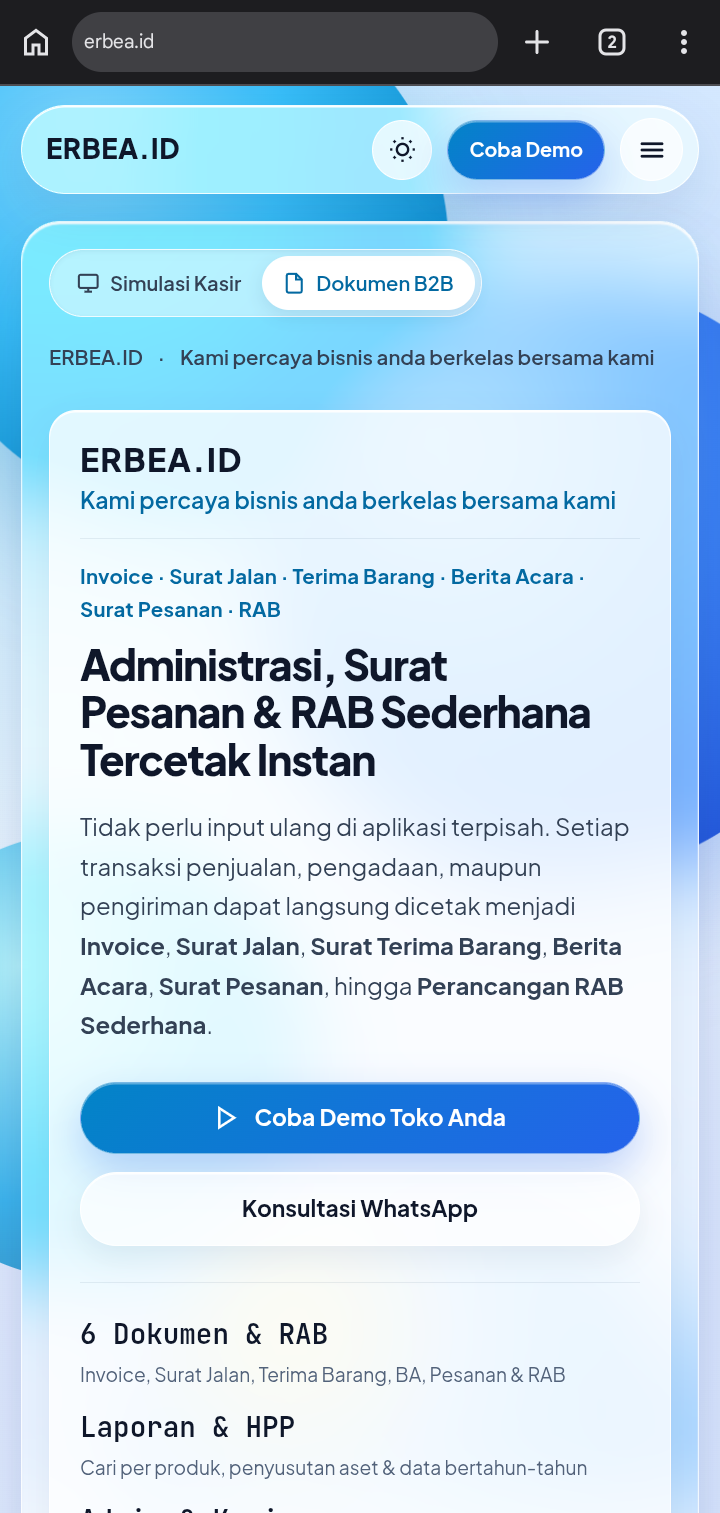 erbea.id
2
ERBEA.ID
Coba Demo
Simulasi Kasir
Dokumen B2B
ERBEA.ID · Kami percaya bisnis anda berkelas bersama kami
ERBEA.ID
Kami percaya bisnis anda berkelas bersama kami
Invoice · Surat Jalan · Terima Barang · Berita Acara ·
Surat Pesanan · RAB
Administrasi, Surat
Pesanan & RAB Sederhana
Tercetak Instan
Tidak perlu input ulang di aplikasi terpisah. Setiap
transaksi penjualan, pengadaan, maupun
pengiriman dapat langsung dicetak menjadi
Invoice, Surat Jalan, Surat Terima Barang, Berita
Acara, Surat Pesanan, hingga Perancangan RAB
Sederhana.
Coba Demo Toko Anda
Konsultasi WhatsApp
6 Dokumen & RAB
Invoice, Surat Jalan, Terima Barang, BA, Pesanan & RAB
Laporan & HPP
Cari per produk, penyusutan aset & data bertahun-tahun